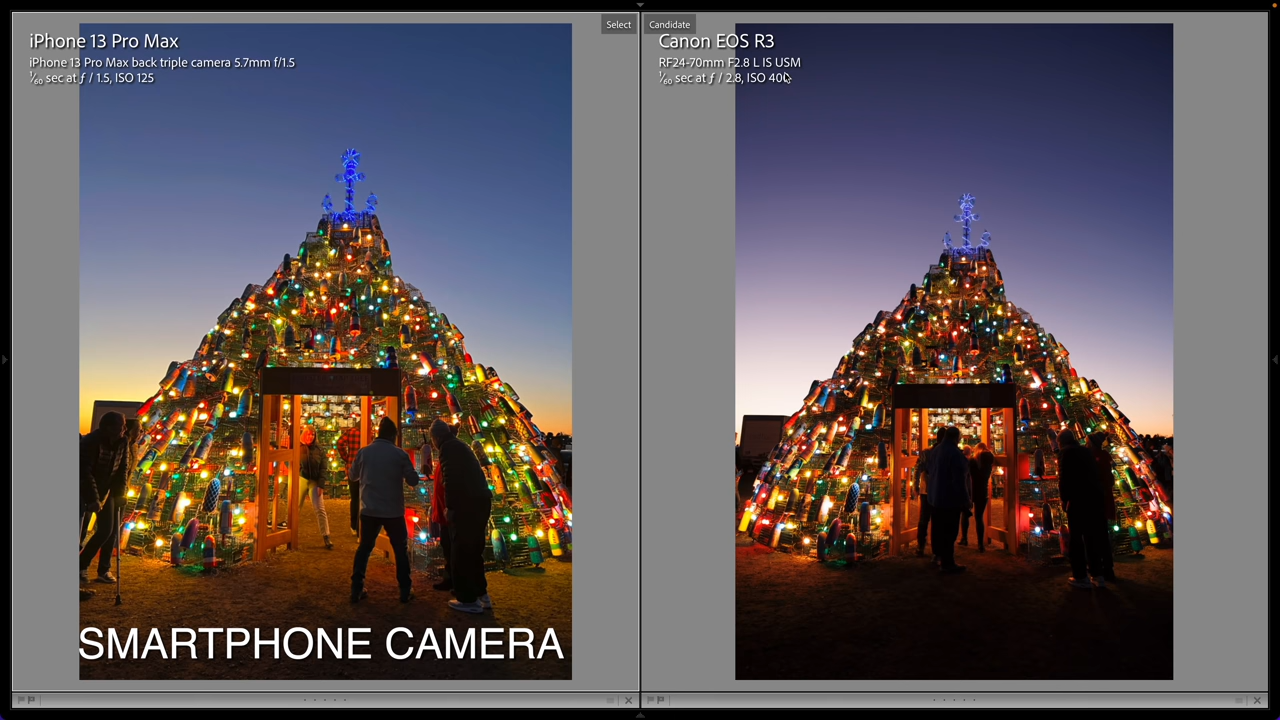 Select
iPhone 13 Pro Max
iPhone 13 Pro Max back triple camera 5.7mm f/1.5
1/60 sec at ƒ / 1.5, ISO 125
SMARTPHONE CAMERA
Candidate
Canon EOS R3
RF24-70mm F2.8 L IS USM
1/60 sec at ƒ / 2.8, ISO 400